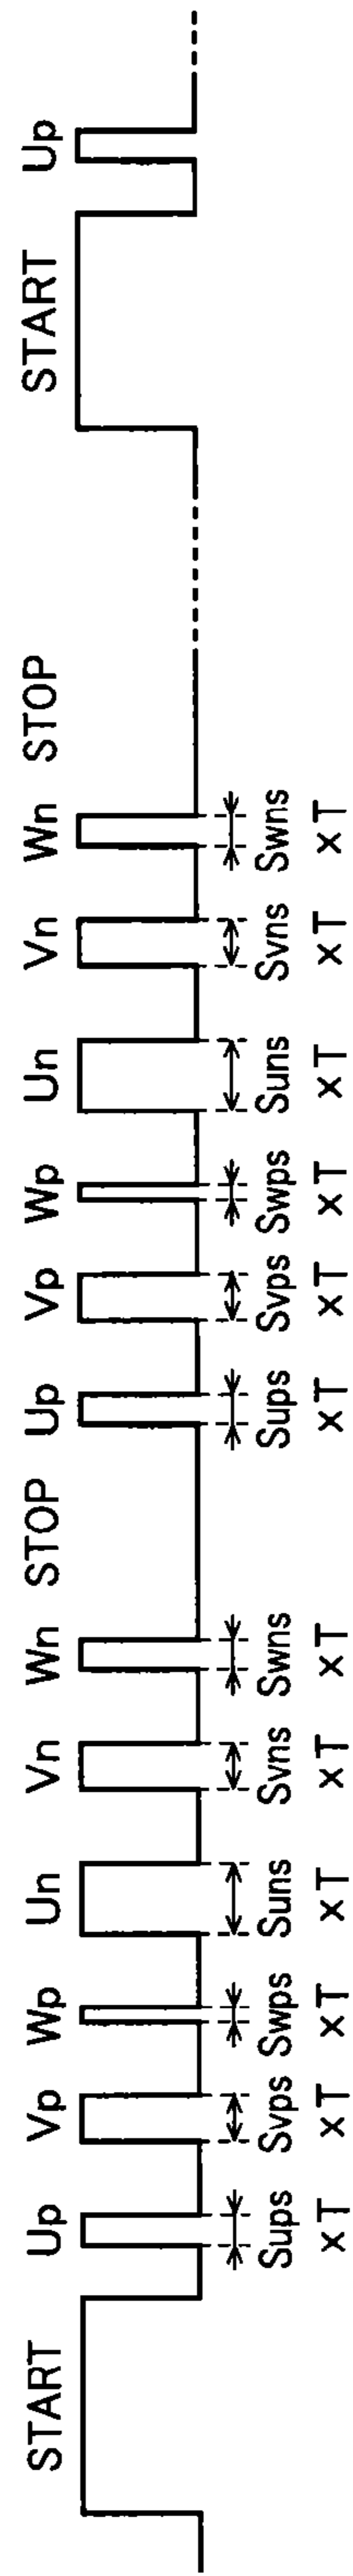 START Up Vp Wp Un Vn Wn STOP Up Vp Wp Un Vn Wn STOP START Up
Sups Svps Swps Suns Svns Swns Sups Svps Swps Suns Svns Swns
xT xT xT xT xT xT xT xT xT xT xT xT